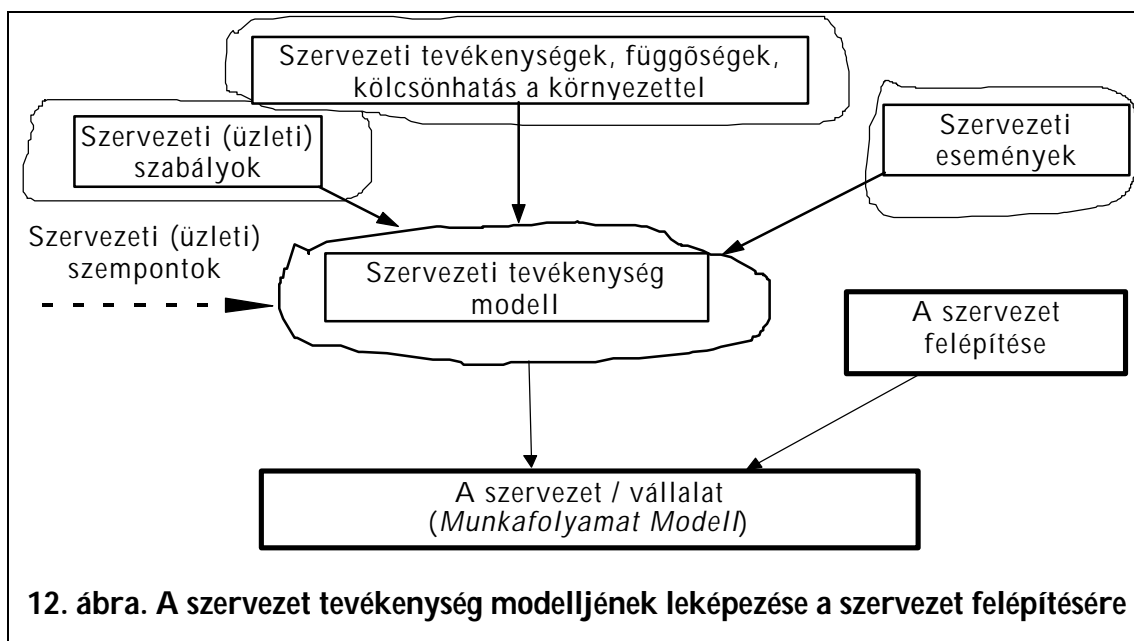 Szervezeti tevékenységek, függõségek,
kölcsönhatás a környezettel
Szervezeti (üzleti)
szabályok
Szervezeti
események
Szervezeti (üzleti)
szempontok
Szervezeti tevékenység
modell
A szervezet
felépítése
A szervezet / vállalat
(Munkafolyamat Modell)
12. ábra. A szervezet tevékenység modelljének leképezése a szervezet felépítésére